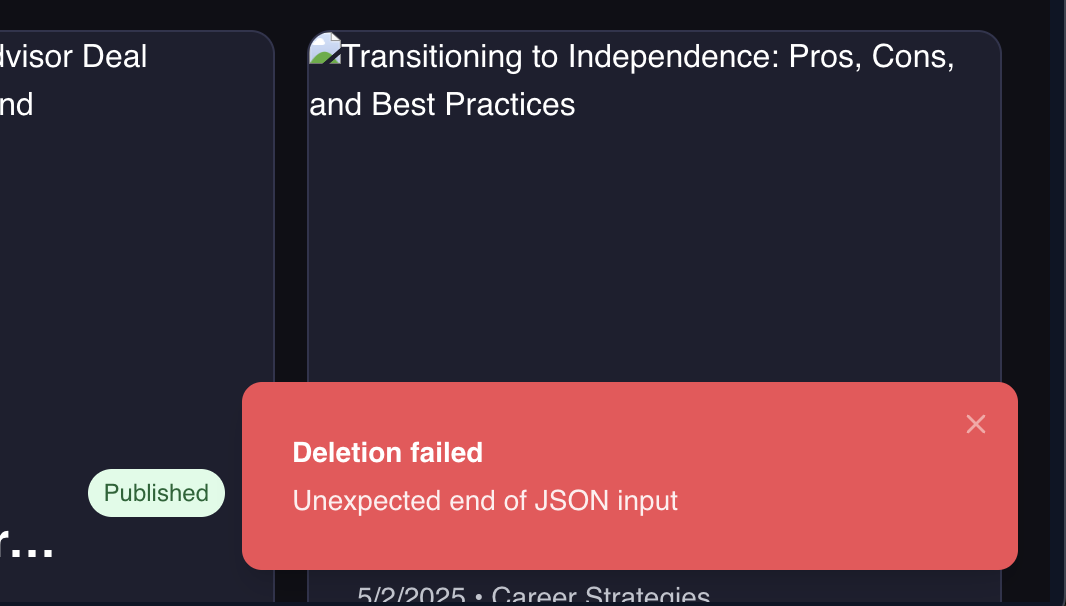 dvisor Deal
nd
Transitioning to Independence: Pros, Cons,
and Best Practices
Published
r...
Deletion failed
Unexpected end of JSON input
5/2/2025 • Career Strategies